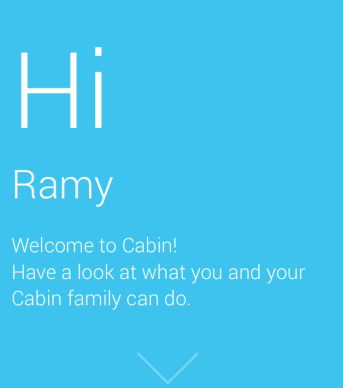 Hi
Ramy
Welcome to Cabin!
Have a look at what you and your
Cabin family can do.